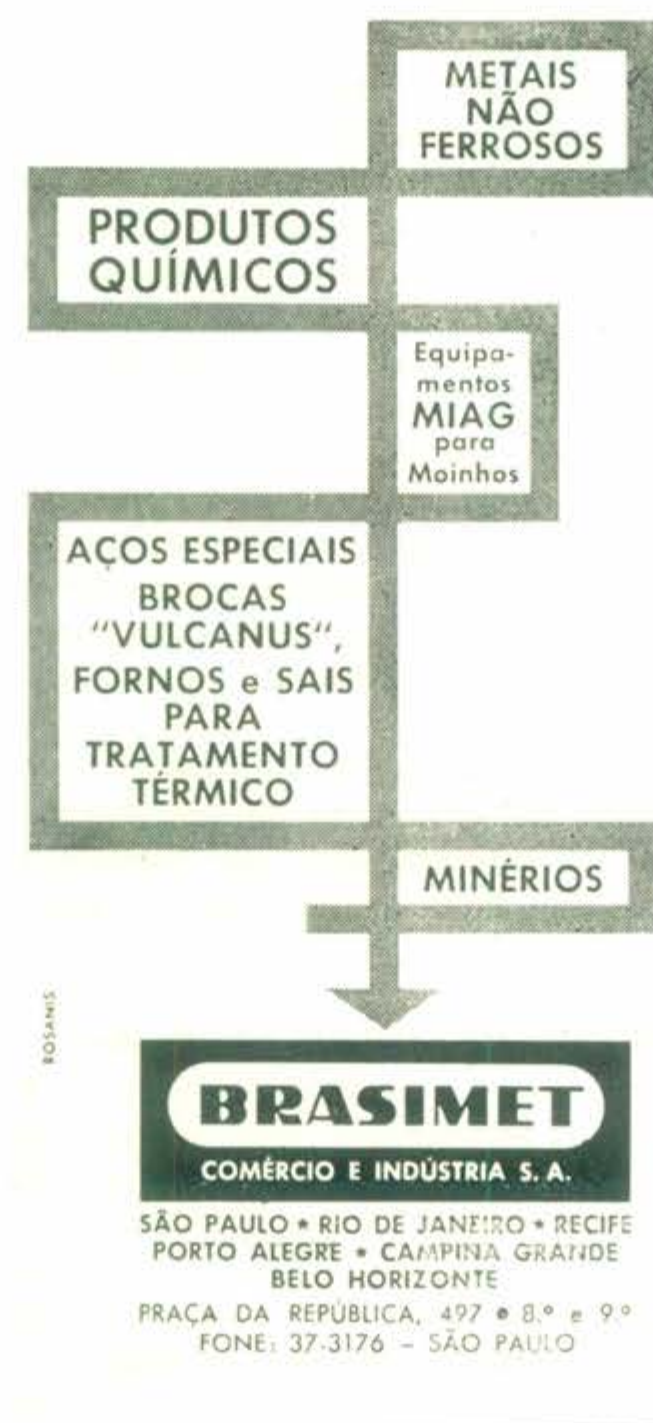 METAIS
NÃO
FERROSOS
PRODUTOS
QUÍMICOS
Equipa-
mentos
MIAG
para
Moinhos
AÇOS ESPECIAIS
BROCAS
"VULCANUS",
FORNOS e SAIS
PARA
TRATAMENTO
TÉRMICO
MINÉRIOS
ROSANIS
BRASIMET
COMÉRCIO E INDÚSTRIA S. A.
SÃO PAULO * RIO DE JANEIRO * RECIFE
PORTO ALEGRE * CAMPINA GRANDE
BELO HORIZONTE
PRAÇA DA REPÚBLICA, 497 • 8.º e 9.º
FONE: 37-3176 – SÃO PAULO